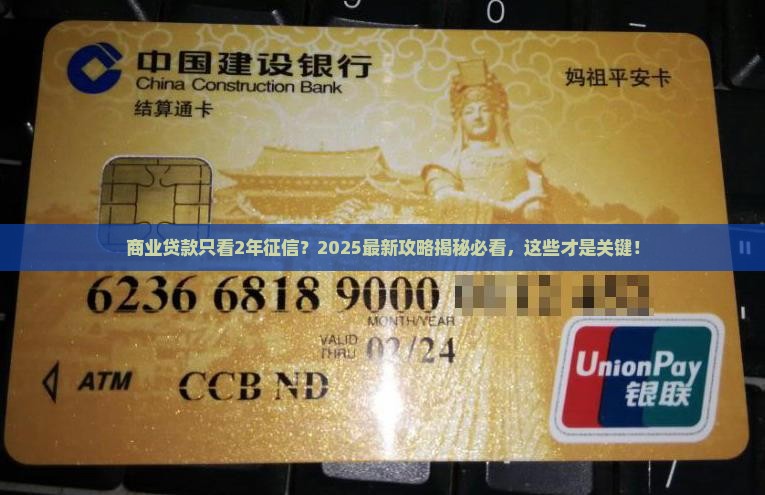 0
中国建设银行
China Construction Bank
结算通卡
妈祖平安卡
商业贷款只看2年征信？2025最新攻略揭秘必看，这些才是关键！
6236 6818 9000
MONTH/YEAR
VALID THRU 02/24
ATM CCB ND
UnionPay
银联